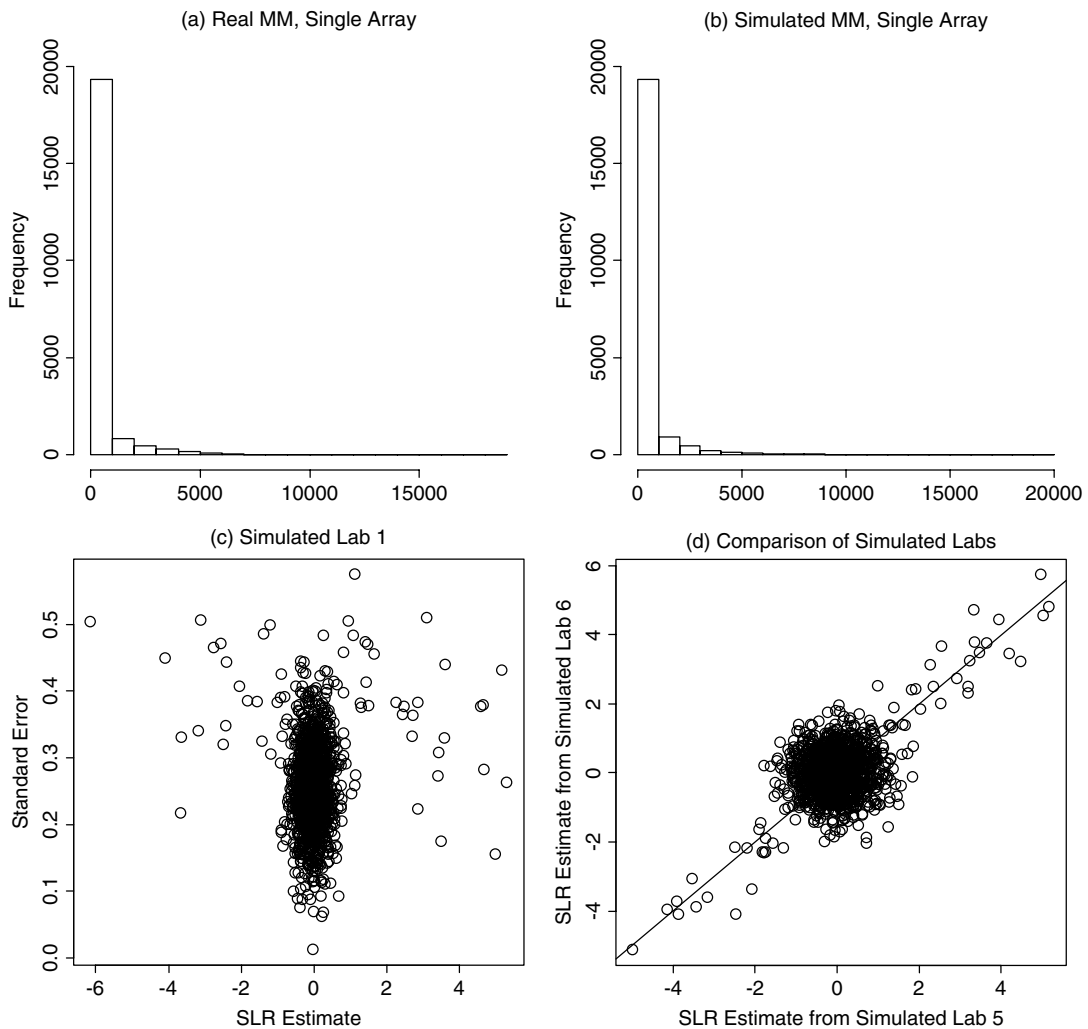 (a) Real MM, Single Array
Frequency
0 5000 10000 15000 20000
0 5000 10000 15000
(b) Simulated MM, Single Array
Frequency
0 5000 10000 15000 20000
0 5000 10000 20000
(c) Simulated Lab 1
Standard Error
0.0 0.1 0.2 0.3 0.4 0.5
-6 -4 -2 0 2 4
SLR Estimate
(d) Comparison of Simulated Labs
SLR Estimate from Simulated Lab 6
-4 -2 0 2 4 6
-4 -2 0 2 4
SLR Estimate from Simulated Lab 5